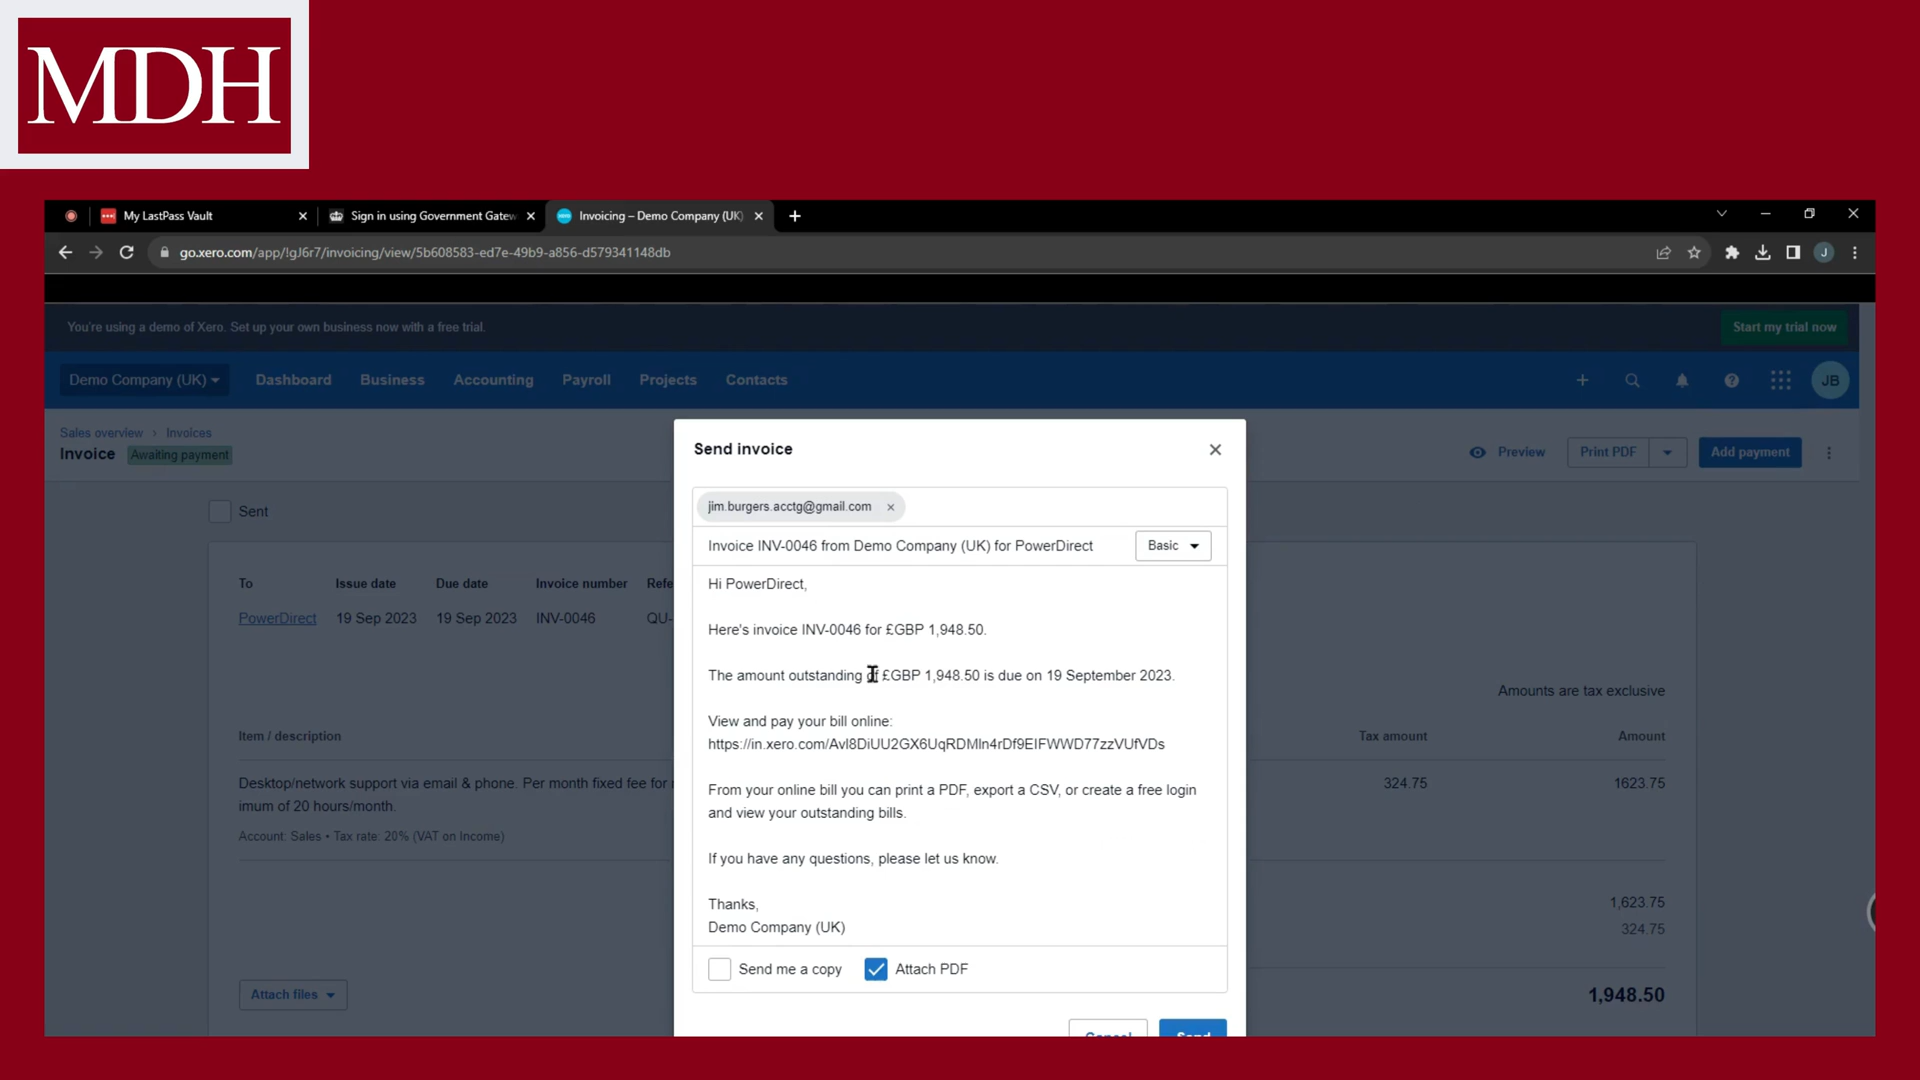 MDH
My LastPass Vault
Sign in using Government Gatew
Invoicing – Demo Company (UK)
go.xero.com/app/!gJ6r7/invoicing/view/5b608583-ed7e-49b9-a856-d579341148db
J
You're using a demo of Xero. Set up your own business now with a free trial.
Start my trial now
Demo Company (UK) Dashboard Business Accounting Payroll Projects Contacts
JB
Sales overview › Invoices
Invoice Awaiting payment
Preview Print PDF Add payment
Sent
To Issue date Due date Invoice number Refe
PowerDirect 19 Sep 2023 19 Sep 2023 INV-0046 QU-
Amounts are tax exclusive
Item / description Tax amount Amount
Desktop/network support via email & phone. Per month fixed fee for
imum of 20 hours/month.
324.75 1623.75
Account: Sales • Tax rate: 20% (VAT on Income)
1,623.75
324.75
Attach files
1,948.50
Send invoice
jim.burgers.acctg@gmail.com
Invoice INV-0046 from Demo Company (UK) for PowerDirect
Basic
Hi PowerDirect,
Here's invoice INV-0046 for £GBP 1,948.50.
The amount outstanding of £GBP 1,948.50 is due on 19 September 2023.
View and pay your bill online:
https://in.xero.com/AvI8DiUU2GX6UqRDMIn4rDf9EIFWWD77zzVUfVDs
From your online bill you can print a PDF, export a CSV, or create a free login
and view your outstanding bills.
If you have any questions, please let us know.
Thanks,
Demo Company (UK)
Send me a copy Attach PDF
Cancel Send